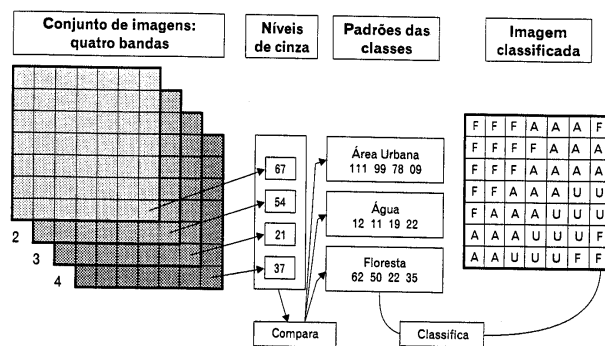 Conjunto de imagens:
quatro bandas
Níveis
de cinza
Padrões das
classes
Imagem
classificada
2
3
4
67
54
21
37
Área Urbana
111 99 78 09
Água
12 11 19 22
Floresta
62 50 22 35
Compara
Classifica
F F F A A A F
F F F F A A A
F F F A A A A
F F A A A U U
F A A A U U U
A A A U U U F
A A U U U F F